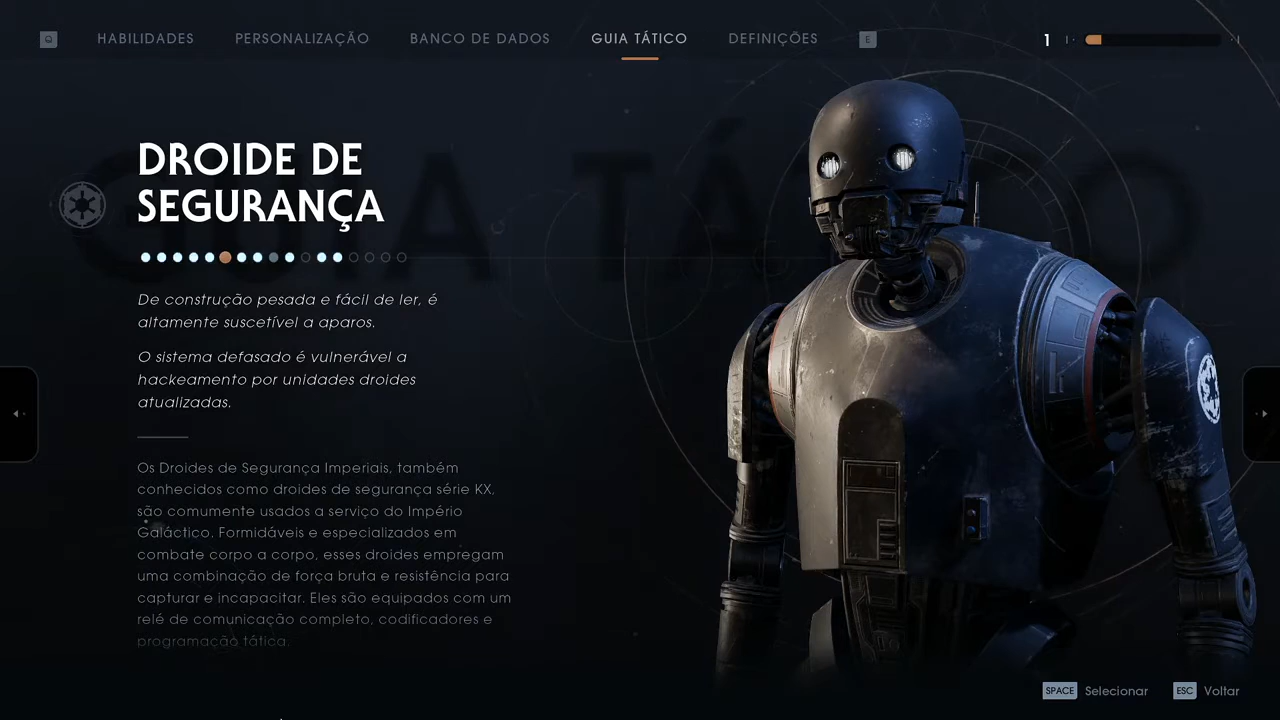 Q
HABILIDADES
PERSONALIZAÇÃO
BANCO DE DADOS
GUIA TÁTICO
DEFINIÇÕES
E
1
GUIA TÁTICO
DROIDE DE
SEGURANÇA
De construção pesada e fácil de ler, é
altamente suscetível a aparos.
O sistema defasado é vulnerável a
hackeamento por unidades droides
atualizadas.
Os Droides de Segurança Imperiais, também
conhecidos como droides de segurança série KX,
são comumente usados a serviço do Império
Galáctico. Formidáveis e especializados em
combate corpo a corpo, esses droides empregam
uma combinação de força bruta e resistência para
capturar e incapacitar. Eles são equipados com um
relé de comunicação completo, codificadores e
programação tática.
SPACE Selecionar
ESC Voltar